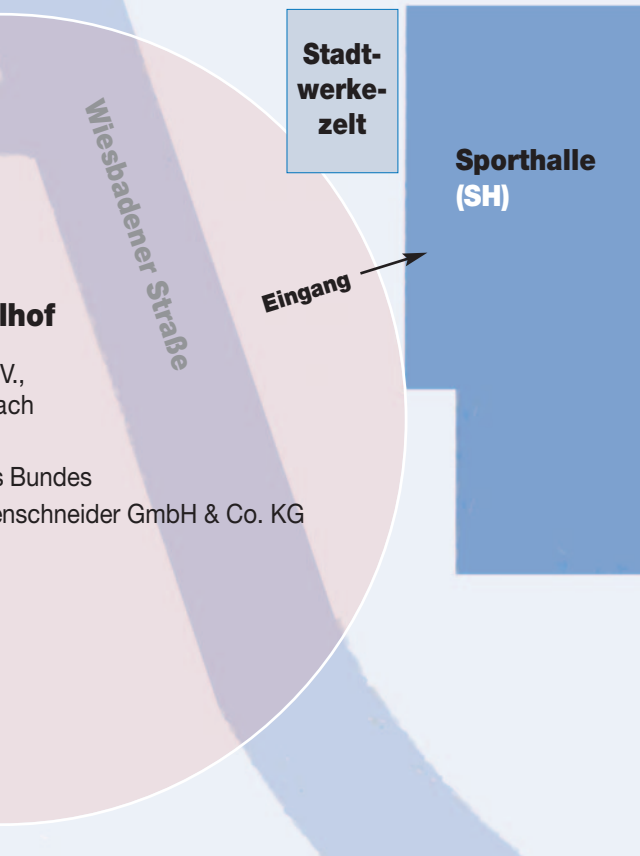 Stadt-
werke-
zelt
Sporthalle
(SH)
Wiesbadener Straße
Eingang
lhof
V.,
ach
s Bundes
enschneider GmbH & Co. KG